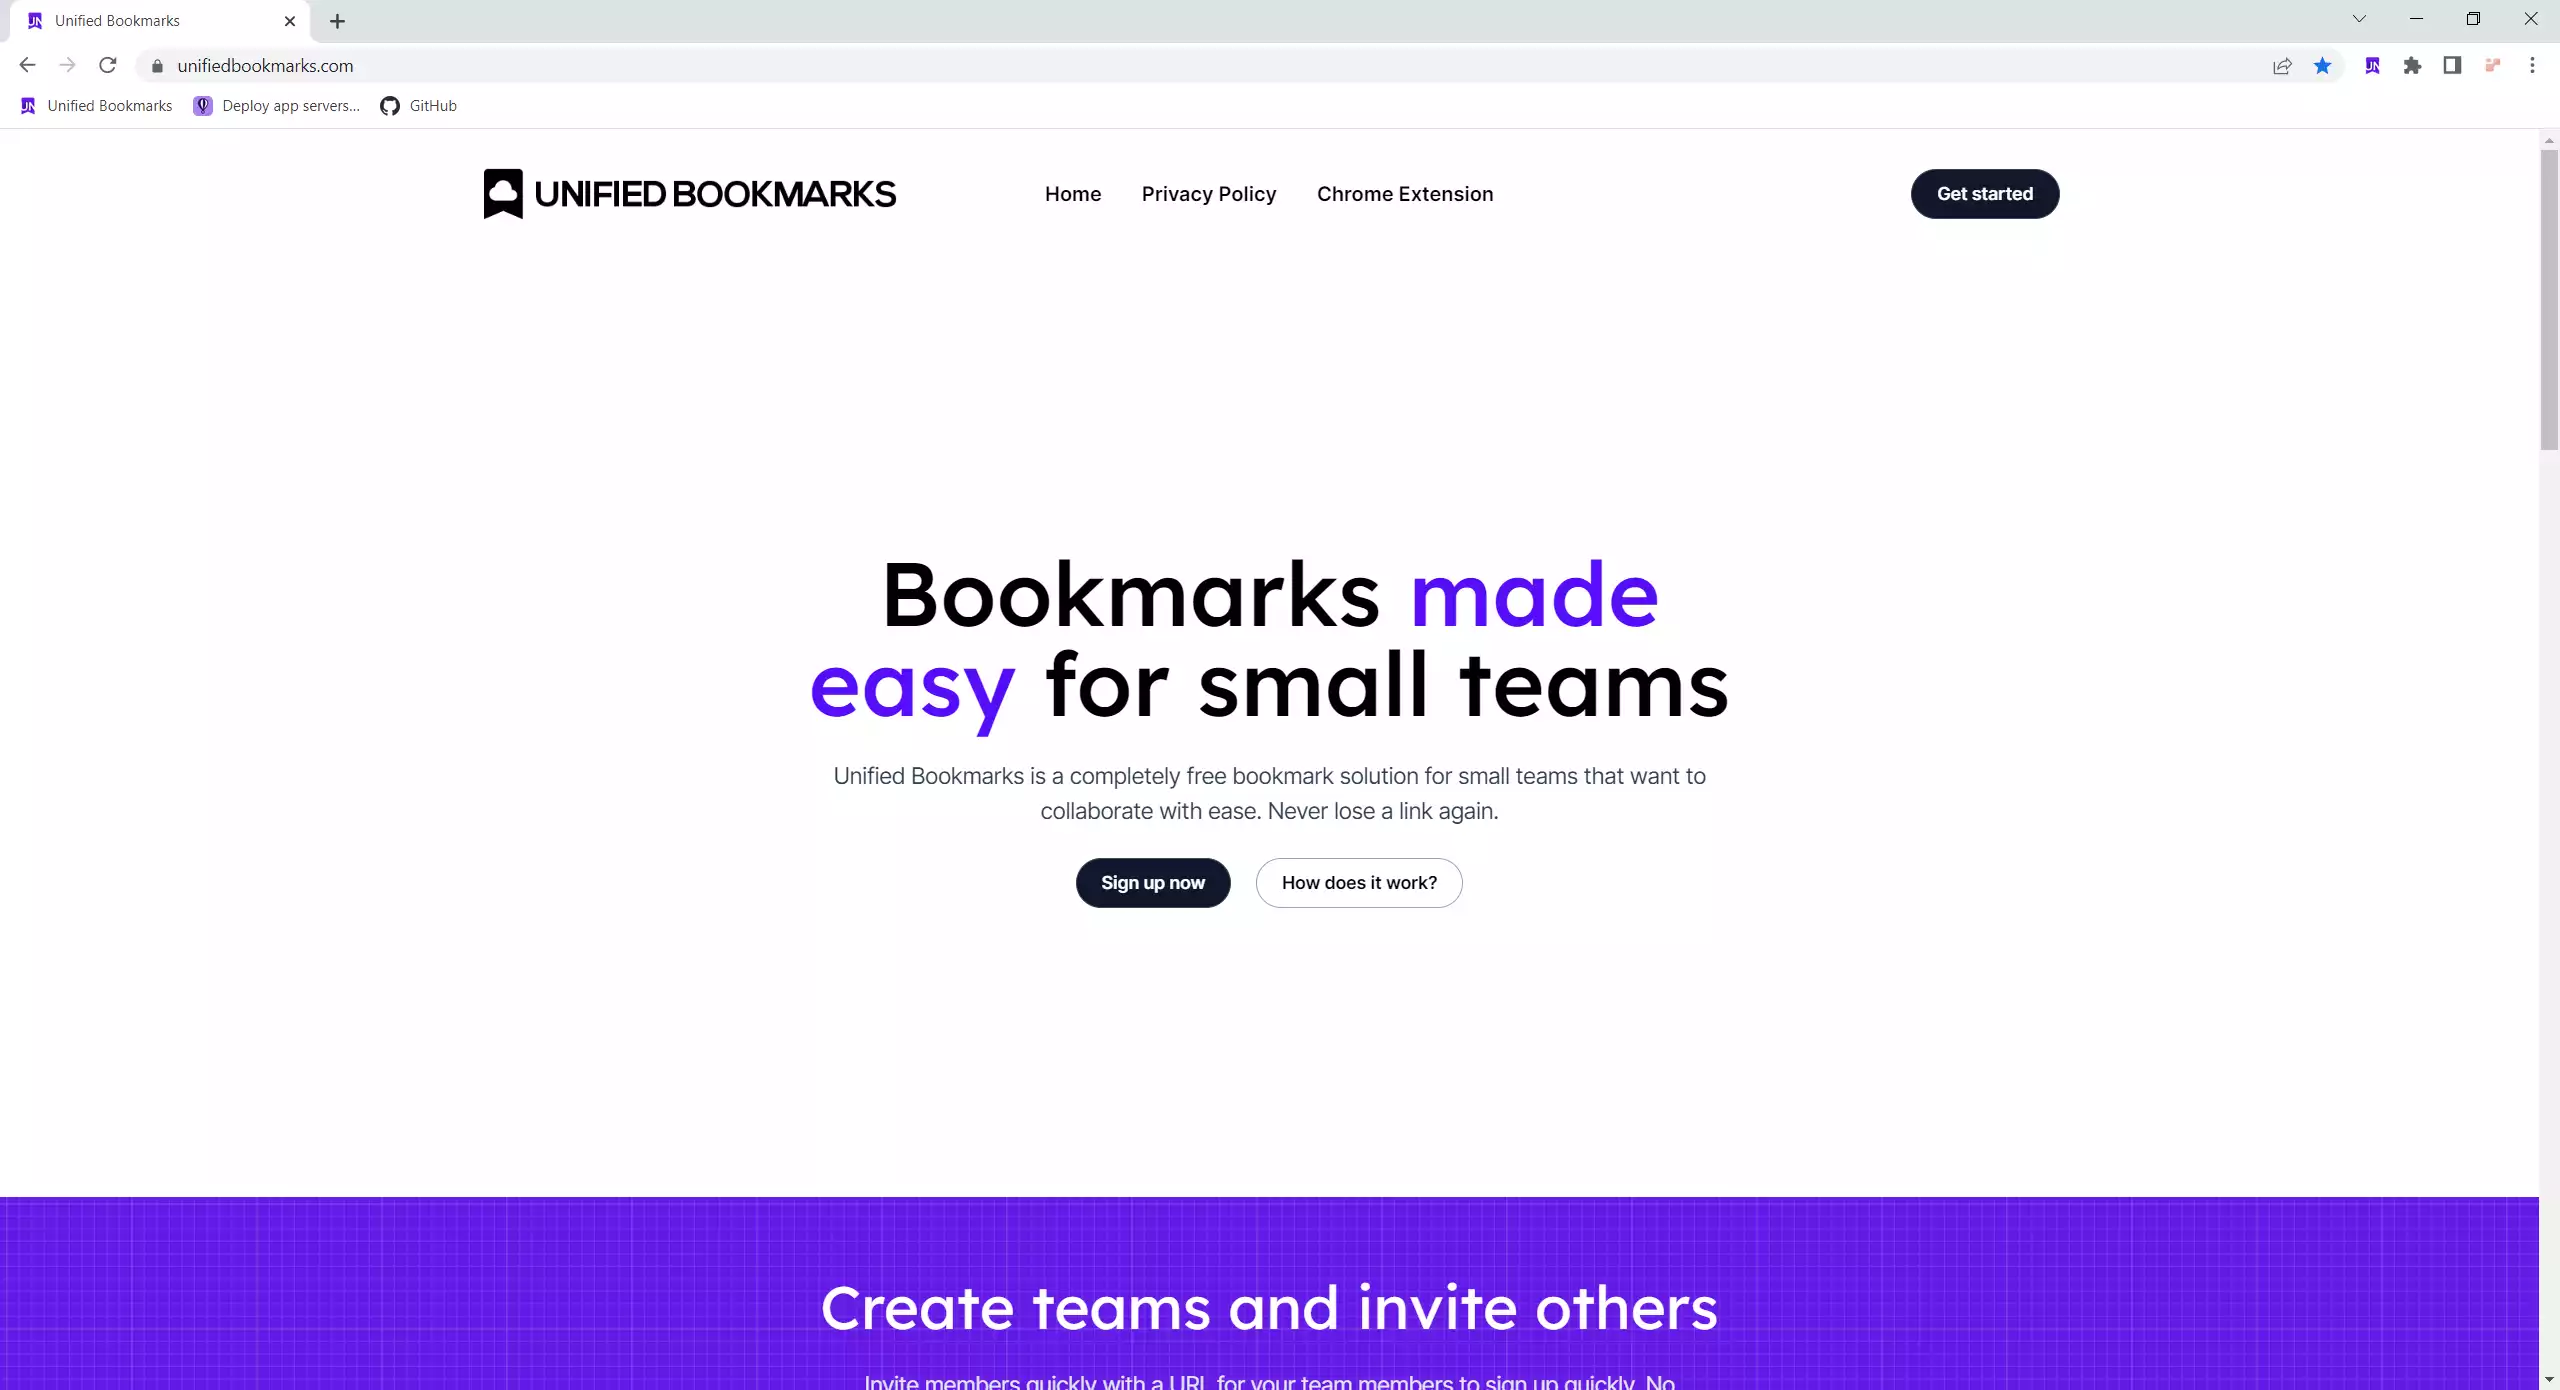 Unified Bookmarks
unifiedbookmarks.com
Unified Bookmarks Deploy app servers... GitHub
UNIFIED BOOKMARKS Home Privacy Policy Chrome Extension Get started
Bookmarks made
easy for small teams
Unified Bookmarks is a completely free bookmark solution for small teams that want to
collaborate with ease. Never lose a link again.
Sign up now How does it work?
Create teams and invite others
Invite members quickly with a URL for your team members to sign up quickly. No